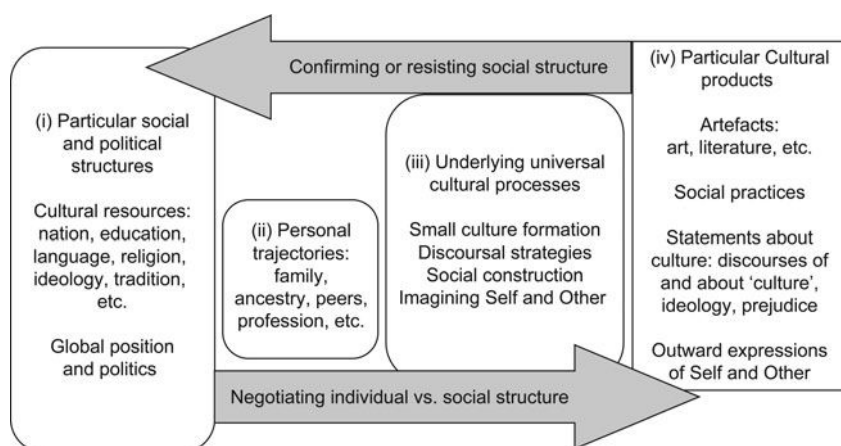 Confirming or resisting social structure
(i) Particular social
and political
structures
Cultural resources:
nation, education,
language, religion,
ideology, tradition,
etc.
Global position
and politics
(ii) Personal
trajectories:
family,
ancestry, peers,
profession, etc.
(iii) Underlying universal
cultural processes
Small culture formation
Discoursal strategies
Social construction
Imagining Self and Other
(iv) Particular Cultural
products
Artefacts:
art, literature, etc.
Social practices
Statements about
culture: discourses of
and about ‘culture’,
ideology, prejudice
Outward expressions
of Self and Other
Negotiating individual vs. social structure